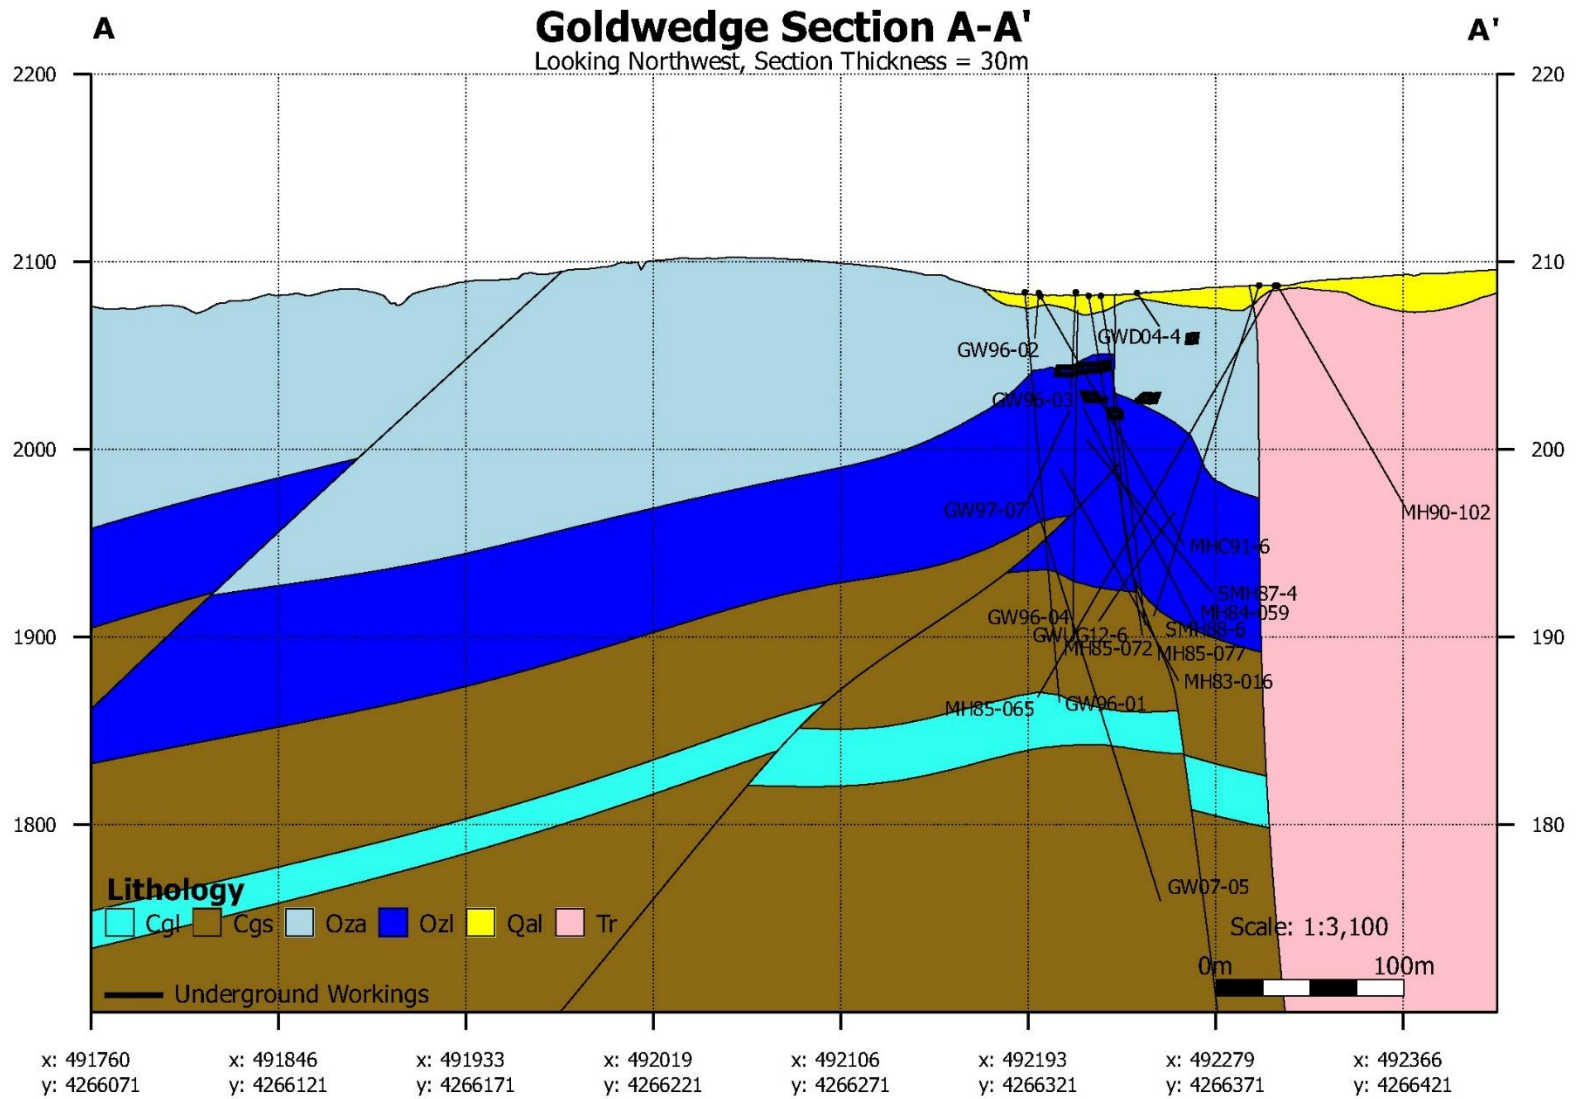 A
Goldwedge Section A-A'
A'
Looking Northwest, Section Thickness = 30m
2200
220
2100
210
GWD04-4
GW96-02
GW96-03
2000
200
GW97-07
MH90-102
MHC91-6
SMH87-4
MH84-059
GW96-04
SMH88-6
GWUG12-6
1900
190
MH85-072
MH85-077
MH83-016
MH85-065
GW96-01
1800
180
Lithology
GW07-05
Cgl
Cgs
Oza
Ozl
Qal
Tr
Scale: 1:3,100
0m
100m
Underground Workings
x: 491760
x: 491846
x: 491933
x: 492019
x: 492106
x: 492193
x: 492279
x: 492366
y: 4266071
y: 4266121
y: 4266171
y: 4266221
y: 4266271
y: 4266321
y: 4266371
y: 4266421